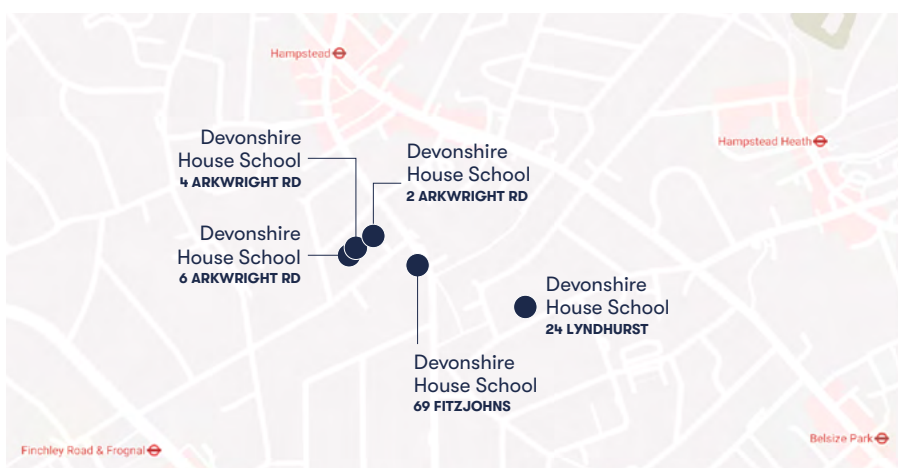 Hampstead
Hampstead Heath
Devonshire
House School
4 ARKWRIGHT RD
Devonshire
House School
2 ARKWRIGHT RD
Devonshire
House School
6 ARKWRIGHT RD
Devonshire
House School
24 LYNDHURST
Devonshire
House School
69 FITZJOHNS
Belsize Park
Finchley Road & Frognal